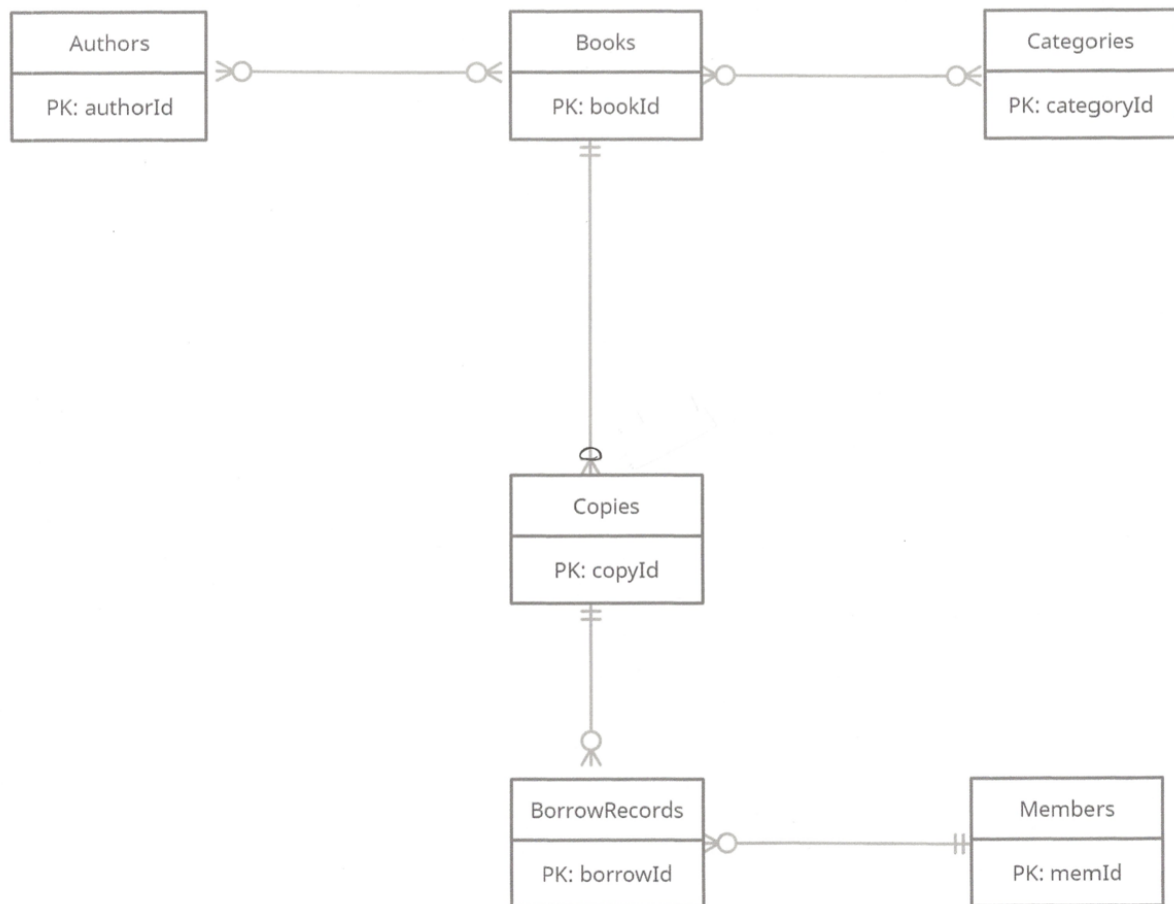 Authors
PK: authorId
Books
PK: bookId
Categories
PK: categoryId
Copies
PK: copyId
BorrowRecords
PK: borrowId
Members
PK: memId